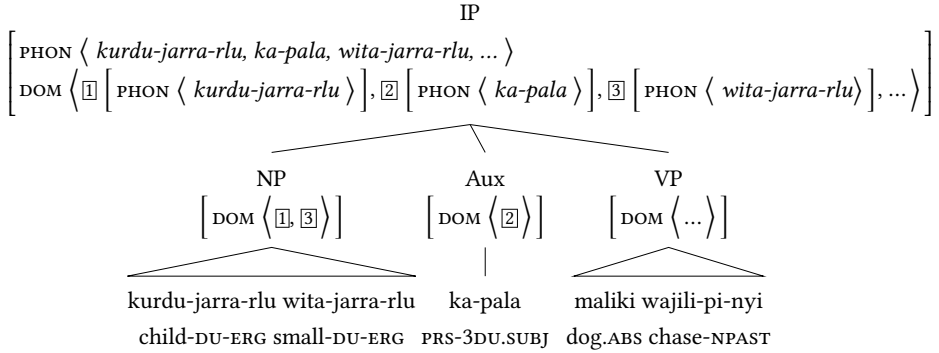 IP
PHON ⟨ kurdu-jarra-rlu, ka-pala, wita-jarra-rlu, … ⟩
DOM ⟨ 1 [ PHON ⟨ kurdu-jarra-rlu ⟩ ], 2 [ PHON ⟨ ka-pala ⟩ ], 3 [ PHON ⟨ wita-jarra-rlu⟩ ], … ⟩
NP Aux VP
[ DOM ⟨ 1, 3 ⟩ ] [ DOM ⟨ 2 ⟩ ] [ DOM ⟨ … ⟩ ]
kurdu-jarra-rlu wita-jarra-rlu ka-pala maliki wajili-pi-nyi
child-DU-ERG small-DU-ERG PRS-3DU.SUBJ dog.ABS chase-NPAST